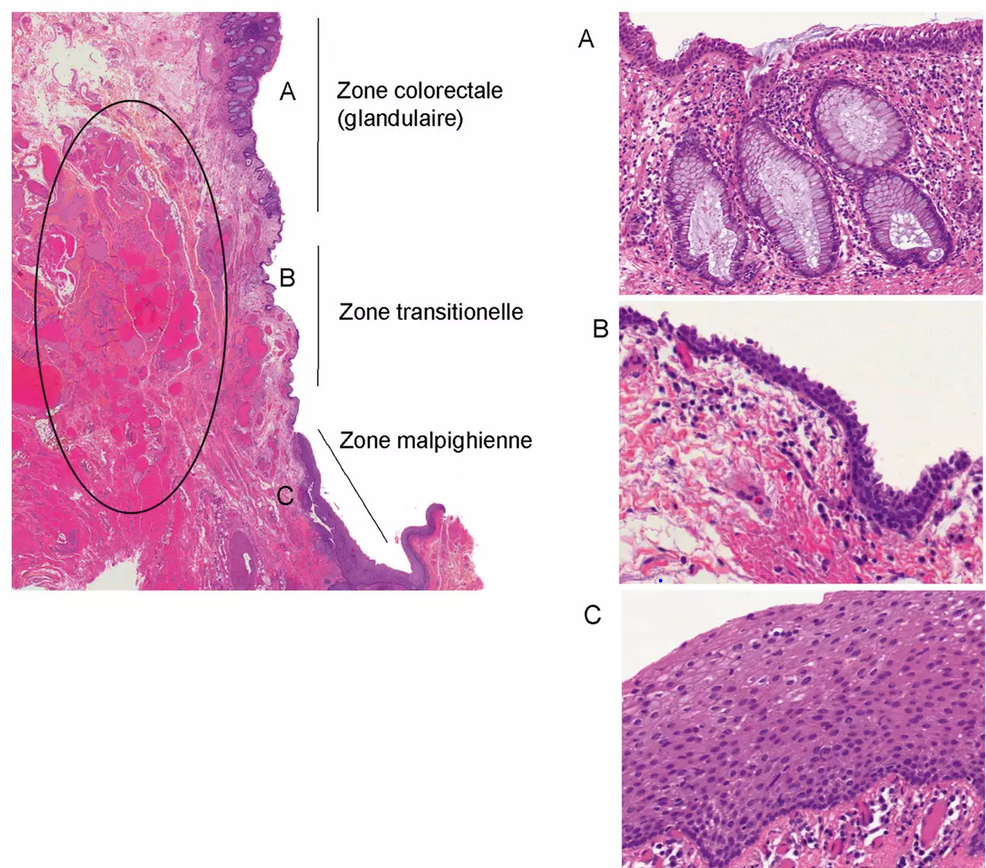 A
Zone colorectale
(glandulaire)
B
Zone transitionelle
Zone malpighienne
C
A
B
C